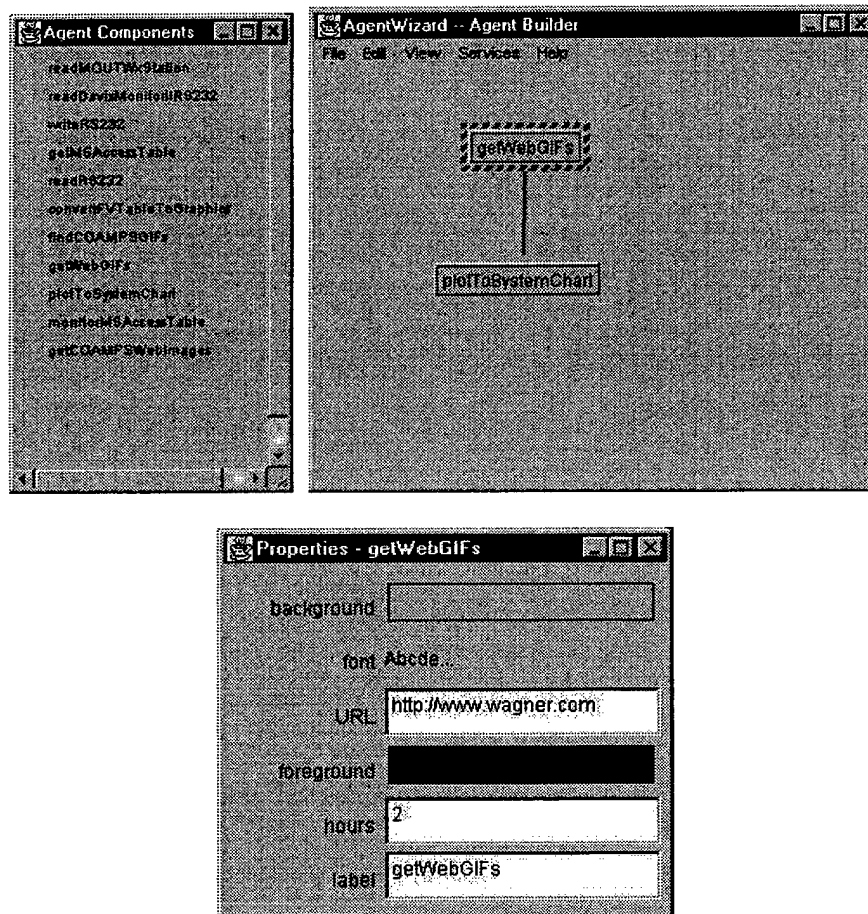 Agent Components
readMOUTWxStation
readDavisMonitorIIRS232
writeRS232
getMSAccessTable
readRS232
convertFVTableToGraphics
findCOAMPSGIFs
getWebGIFs
plotToSystemChart
monitorMSAccessTable
getCOAMPSWebImages
AgentWizard -- Agent Builder
File Edit View Services Help
getWebGIFs
plotToSystemChart
Properties - getWebGIFs
background
font Abcde...
URL http://www.wagner.com
foreground
hours 2
label getWebGIFs